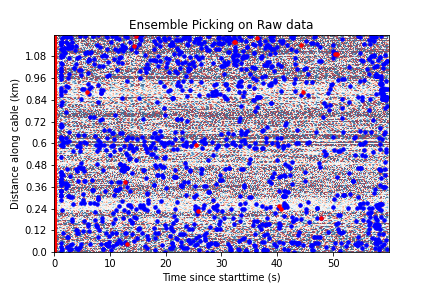 Ensemble Picking on Raw data
Distance along cable (km)
1.08
0.96
0.84
0.72
0.6
0.48
0.36
0.24
0.12
0.0
0 10 20 30 40 50
Time since starttime (s)